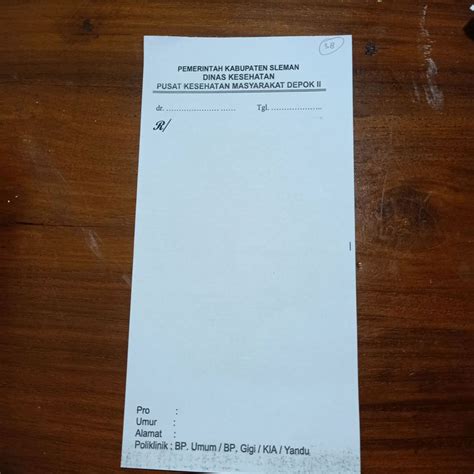 38
PEMERINTAH KABUPATEN SLEMAN
DINAS KESEHATAN
PUSAT KESEHATAN MASYARAKAT DEPOK II
dr. ........................... Tgl. .....................
R/
Pro :
Umur :
Alamat :
Poliklinik : BP. Umum / BP. Gigi / KIA / Yandu